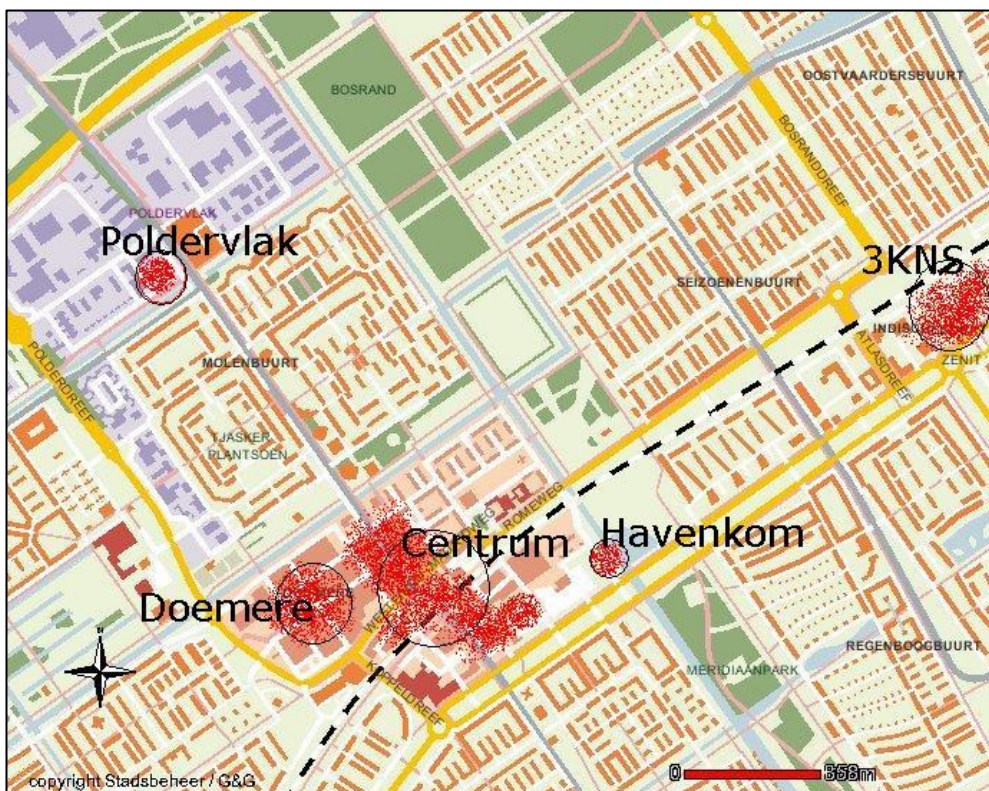 OOSTVAARDERSBUURT
BOSRAND
BOSRANDDREEF
POLDERVLAK
Poldervlak
3KNS
SEIZOENENBUURT
ATLASDREEF
ZENIT
POLDERDREEF
MOLENBUURT
TJASKER
PLANTSOEN
ROMEWEG
Centrum
Havenkom
Doemere
REGENBOOGBUURT
MERIDIAANPARK
KOPPELDREEF
N
copyright Stadsbeheer / G&G
0 858m